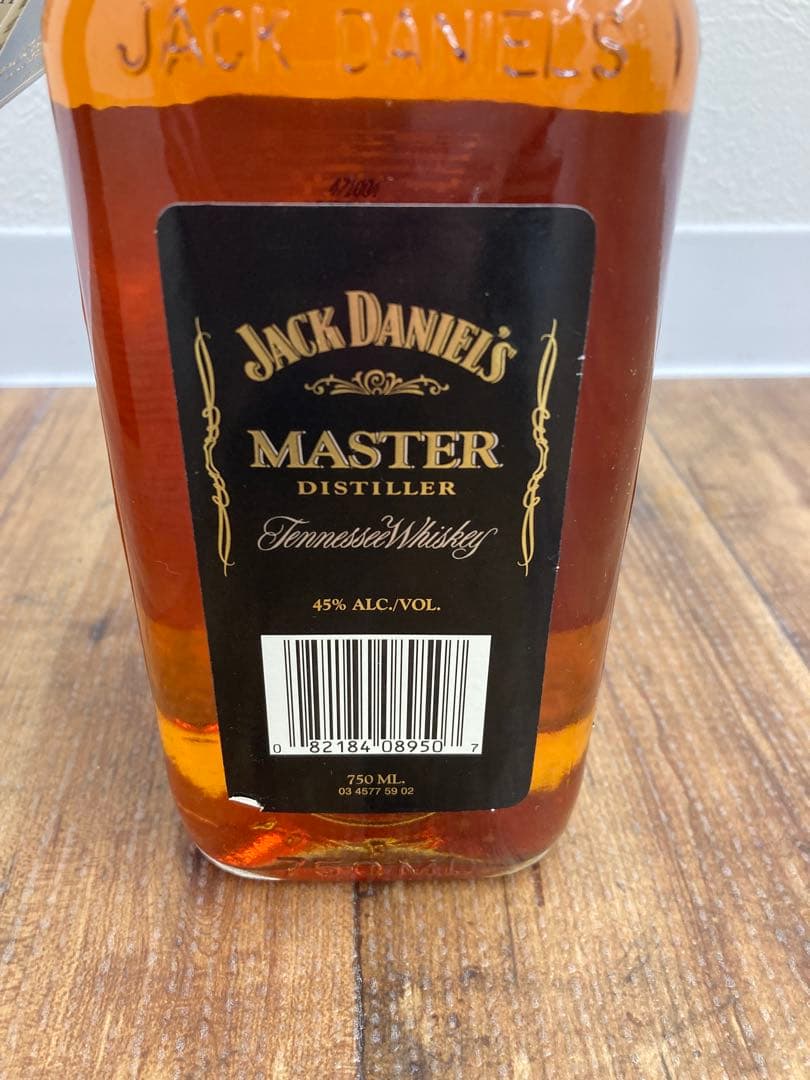 JACK DANIELS
JACK DANIEL'S
MASTER
DISTILLER
Tennessee Whiskey
45% ALC./VOL.
0 82184 08950 7
750 ML.
03 4577 59 02